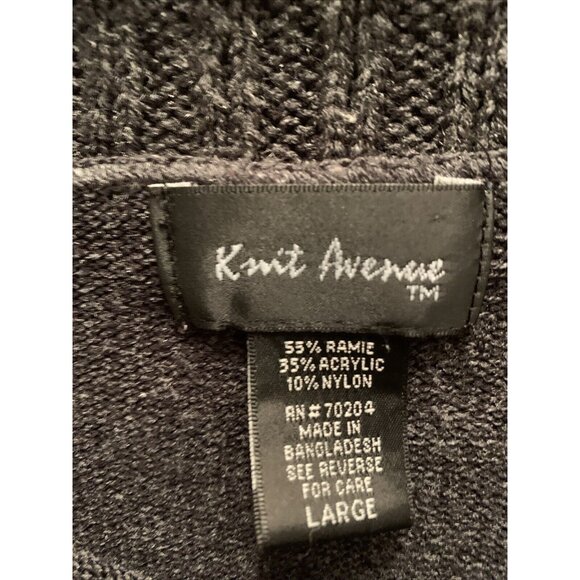 Knit Avenue
TM
55% RAMIE
35% ACRYLIC
10% NYLON
RN#70204
MADE IN
BANGLADESH
SEE REVERSE
FOR CARE
LARGE